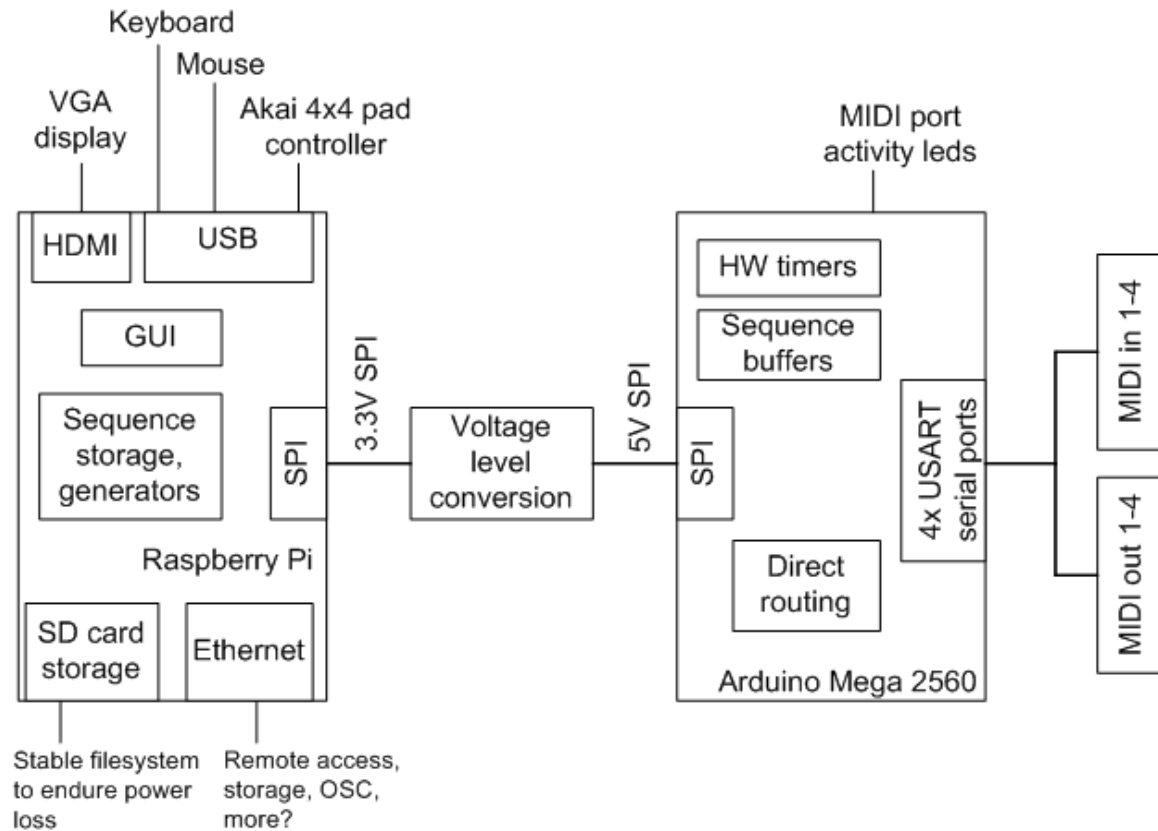 Keyboard
Mouse
VGA
display
Akai 4x4 pad
controller
MIDI port
activity leds
HDMI
USB
GUI
Sequence
storage,
generators
SPI
Raspberry Pi
SD card
storage
Ethernet
Stable filesystem
to endure power
loss
Remote access,
storage, OSC,
more?
3.3V SPI
Voltage
level
conversion
5V SPI
HW timers
Sequence
buffers
SPI
4x USART
serial ports
Direct
routing
Arduino Mega 2560
MIDI in 1-4
MIDI out 1-4